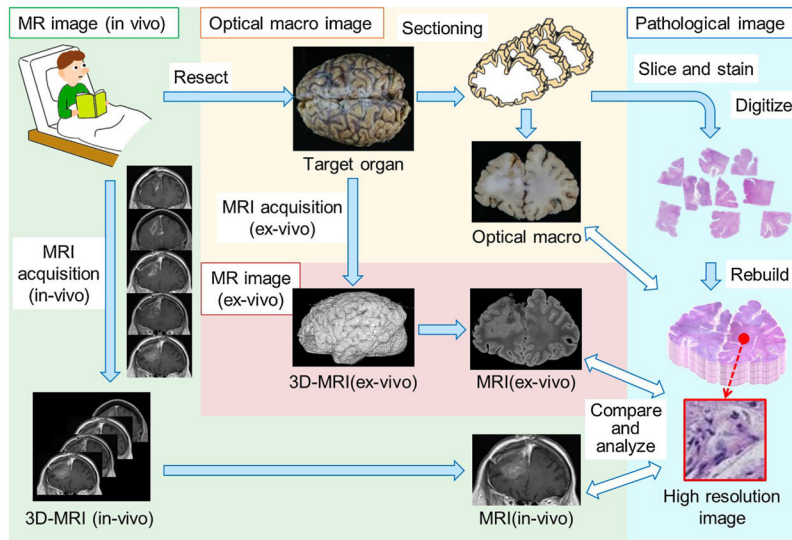 MR image (in vivo)
Optical macro image
Sectioning
Pathological image
Resect
Slice and stain
Digitize
Target organ
MRI acquisition
(ex-vivo)
Optical macro
MRI
acquisition
(in-vivo)
MR image
(ex-vivo)
Rebuild
3D-MRI(ex-vivo)
MRI(ex-vivo)
Compare
and
analyze
3D-MRI (in-vivo)
MRI(in-vivo)
High resolution
image